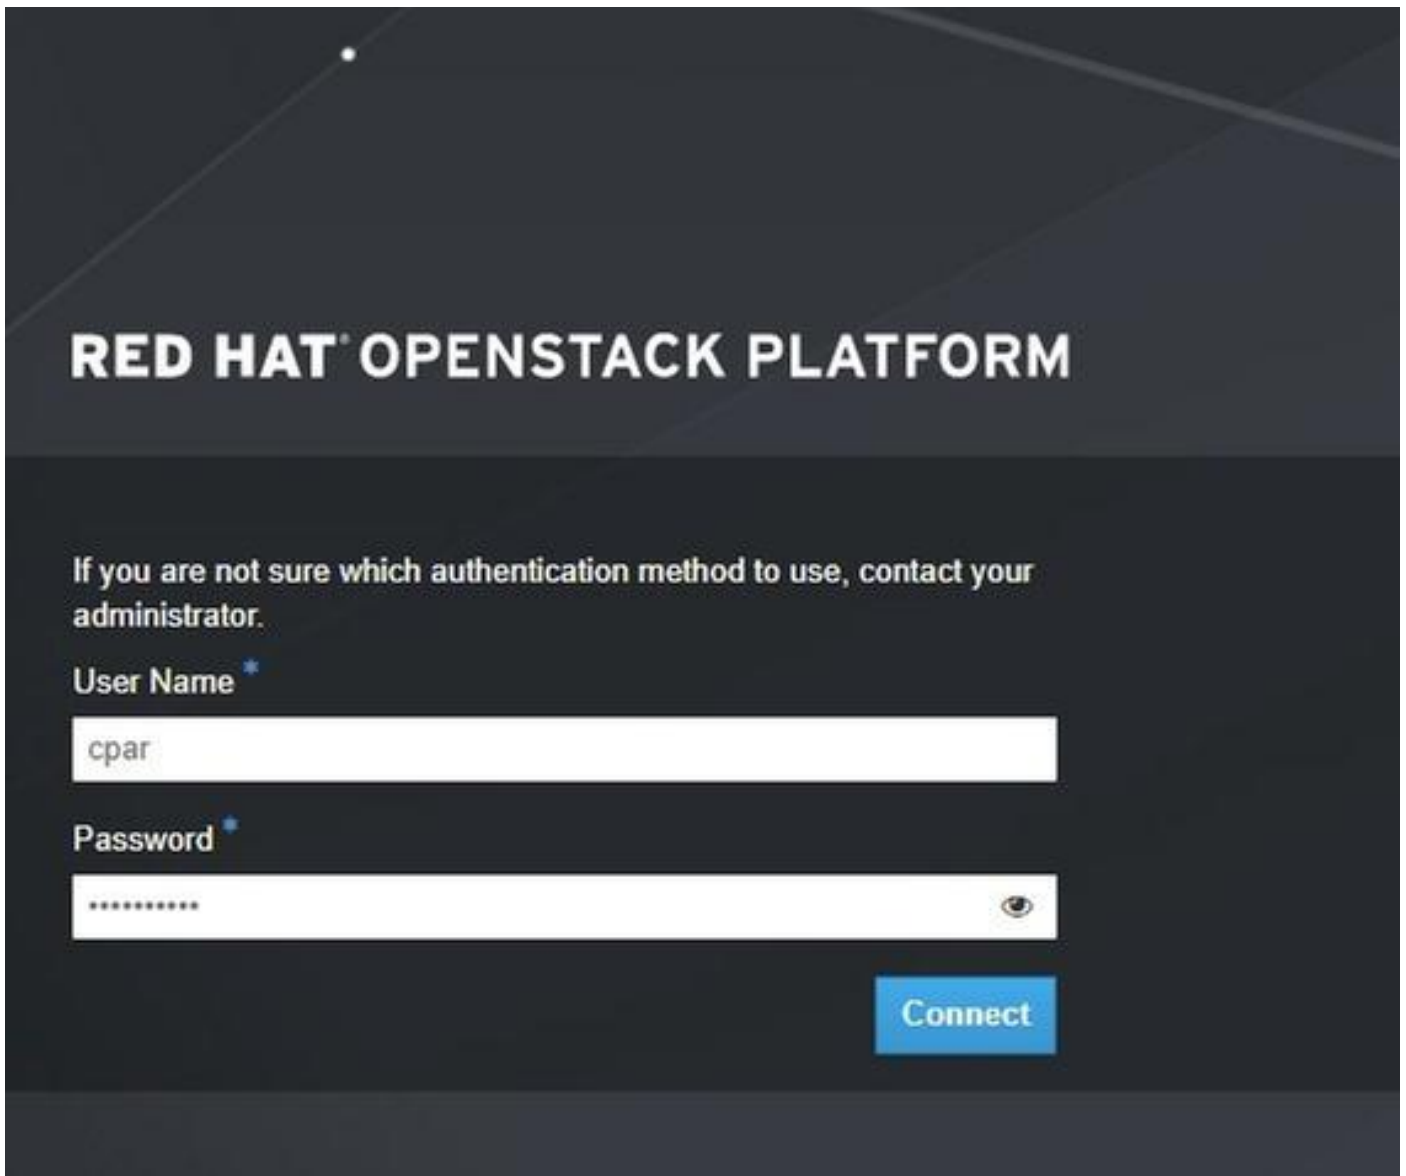 RED HAT® OPENSTACK PLATFORM
If you are not sure which authentication method to use, contact your
administrator.
User Name *
cpar
Password *
••••••••••
Connect